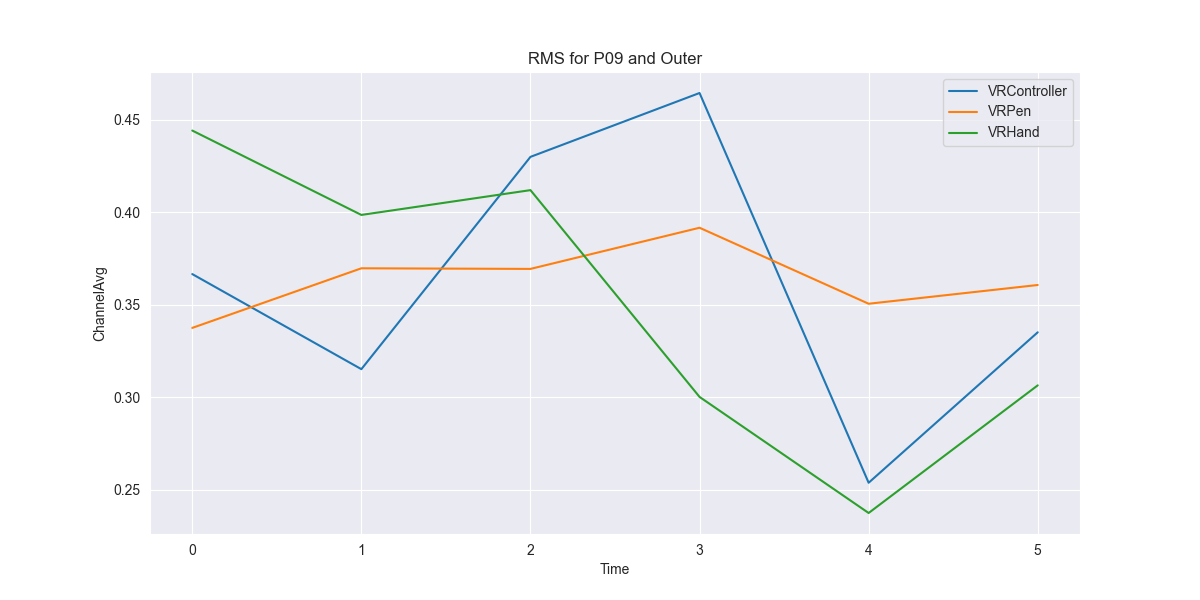 RMS for P09 and Outer
VRController
VRPen
VRHand
ChannelAvg
0.45
0.40
0.35
0.30
0.25
0 1 2 3 4 5
Time